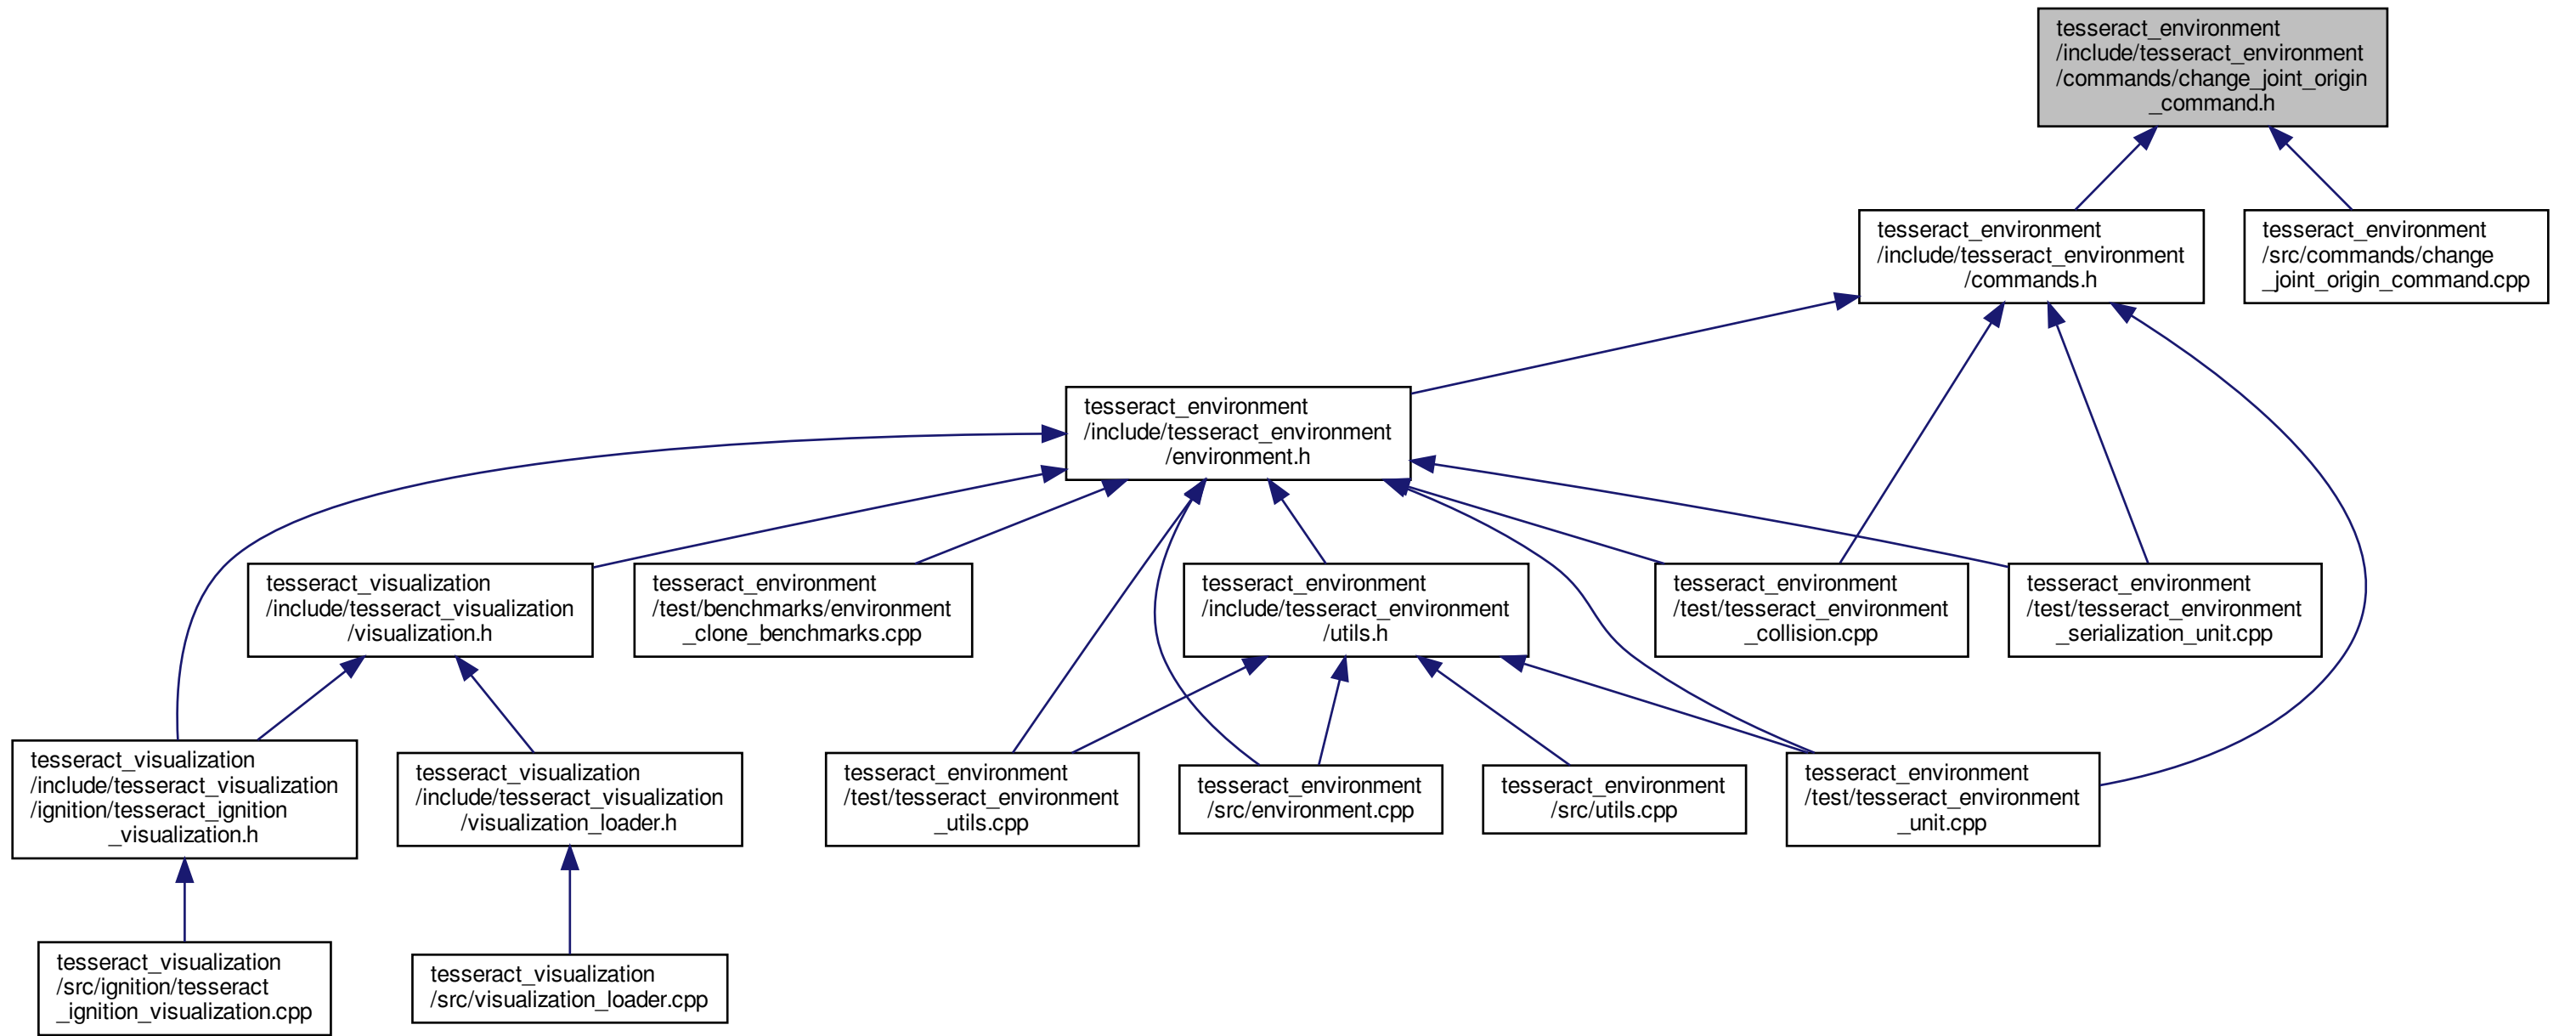 tesseract_environment
/include/tesseract_environment
/commands/change_joint_origin
_command.h
tesseract_environment
/include/tesseract_environment
/commands.h
tesseract_environment
/src/commands/change
_joint_origin_command.cpp
tesseract_environment
/include/tesseract_environment
/environment.h
tesseract_visualization
/include/tesseract_visualization
/visualization.h
tesseract_environment
/test/benchmarks/environment
_clone_benchmarks.cpp
tesseract_environment
/include/tesseract_environment
/utils.h
tesseract_environment
/test/tesseract_environment
_collision.cpp
tesseract_environment
/test/tesseract_environment
_serialization_unit.cpp
tesseract_visualization
/include/tesseract_visualization
/ignition/tesseract_ignition
_visualization.h
tesseract_visualization
/include/tesseract_visualization
/visualization_loader.h
tesseract_environment
/test/tesseract_environment
_utils.cpp
tesseract_environment
/src/environment.cpp
tesseract_environment
/src/utils.cpp
tesseract_environment
/test/tesseract_environment
_unit.cpp
tesseract_visualization
/src/ignition/tesseract
_ignition_visualization.cpp
tesseract_visualization
/src/visualization_loader.cpp